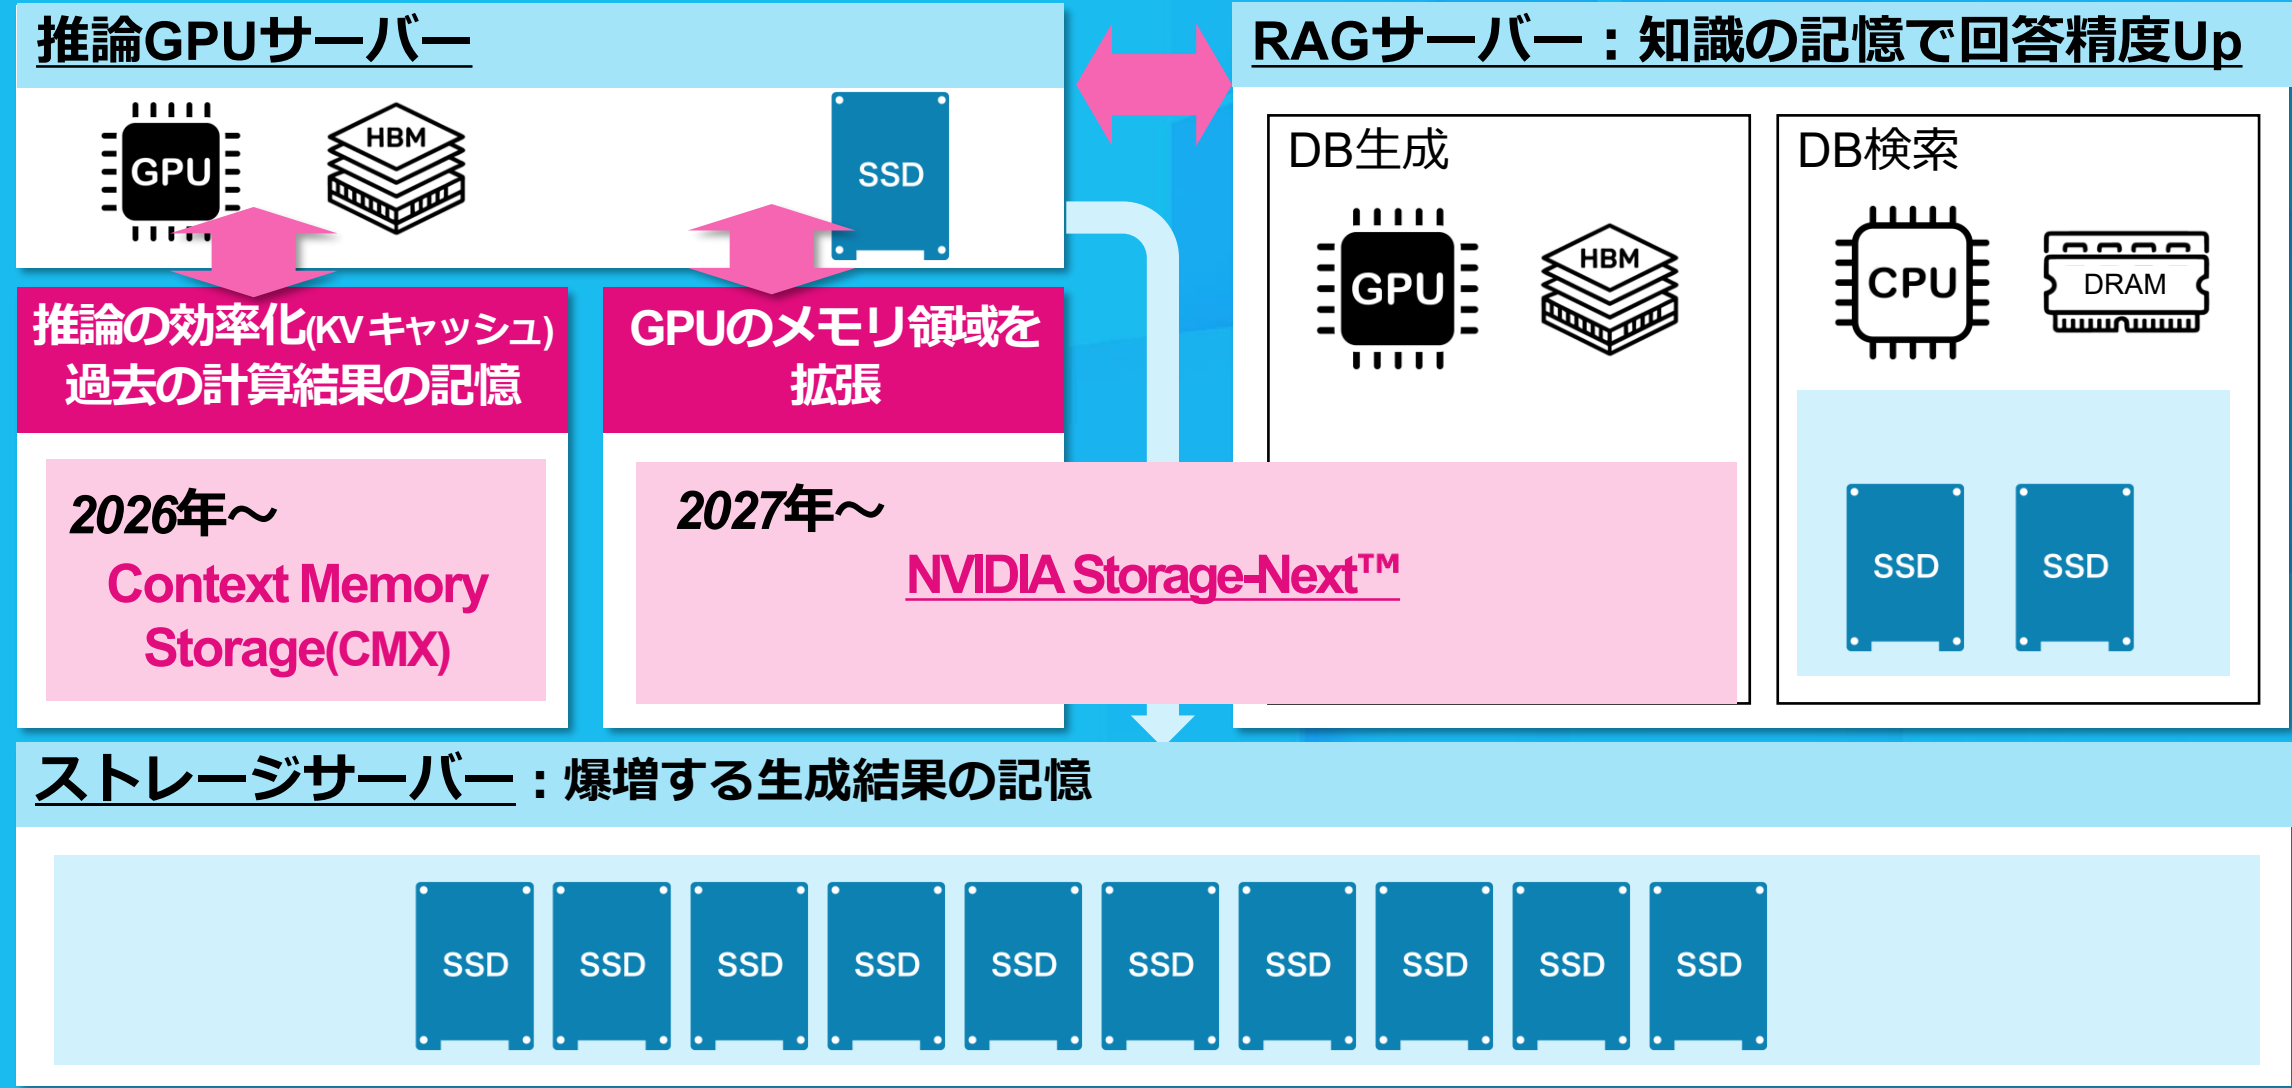 推論GPUサーバー
GPU
HBM
SSD
推論の効率化(KVキャッシュ)
過去の計算結果の記憶
2026年～
Context Memory
Storage(CMX)
GPUのメモリ領域を
拡張
2027年～
NVIDIA Storage-Next™
RAGサーバー：知識の記憶で回答精度Up
DB生成
GPU
HBM
DB検索
CPU
DRAM
SSD
SSD
ストレージサーバー：爆増する生成結果の記憶
SSD
SSD
SSD
SSD
SSD
SSD
SSD
SSD
SSD
SSD